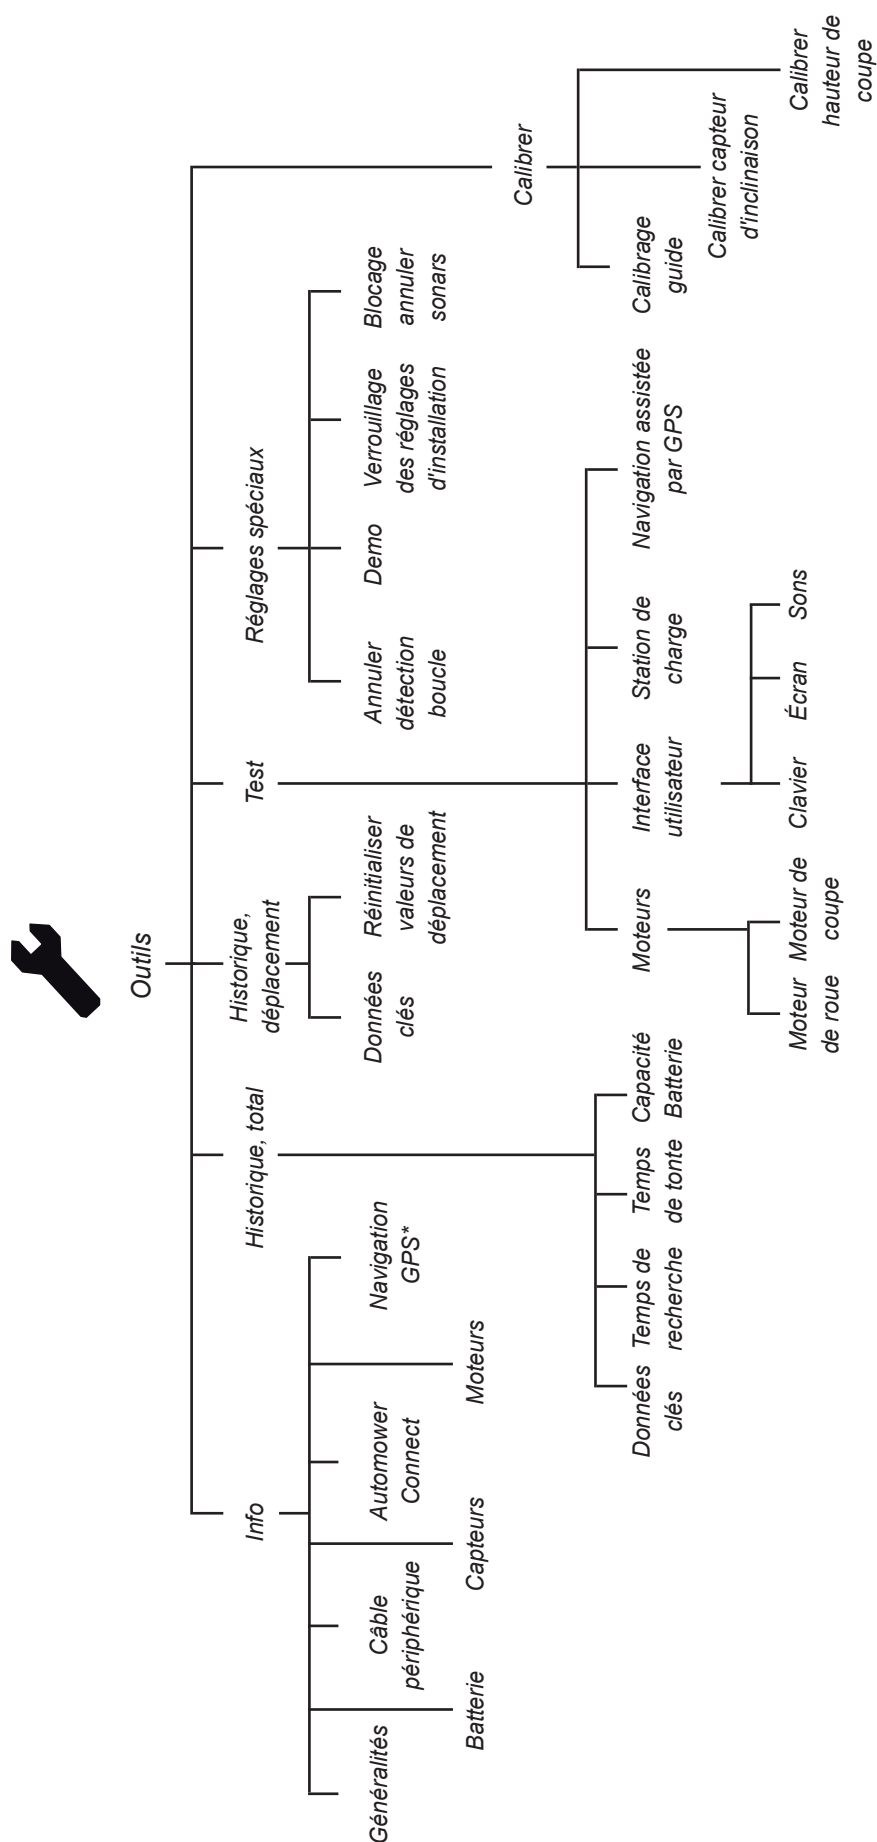 Outils
Info
Historique, total
Historique,
déplacement
Test
Réglages spéciaux
Calibrer
Généralités
Batterie
Câble
périphérique
Capteurs
Automower
Connect
Moteurs
Navigation
GPS*
Données
clés
Temps de
recherche
Temps
de tonte
Capacité
Batterie
Données
clés
Réinitialiser
valeurs de
déplacement
Moteurs
Moteur
de roue
Moteur de
coupe
Interface
utilisateur
Clavier
Écran
Sons
Station de
charge
Navigation assistée
par GPS
Annuler
détection
boucle
Demo
Verrouillage
des réglages
d'installation
Blocage
annuler
sonars
Calibrage
guide
Calibrer capteur
d'inclinaison
Calibrer
hauteur de
coupe